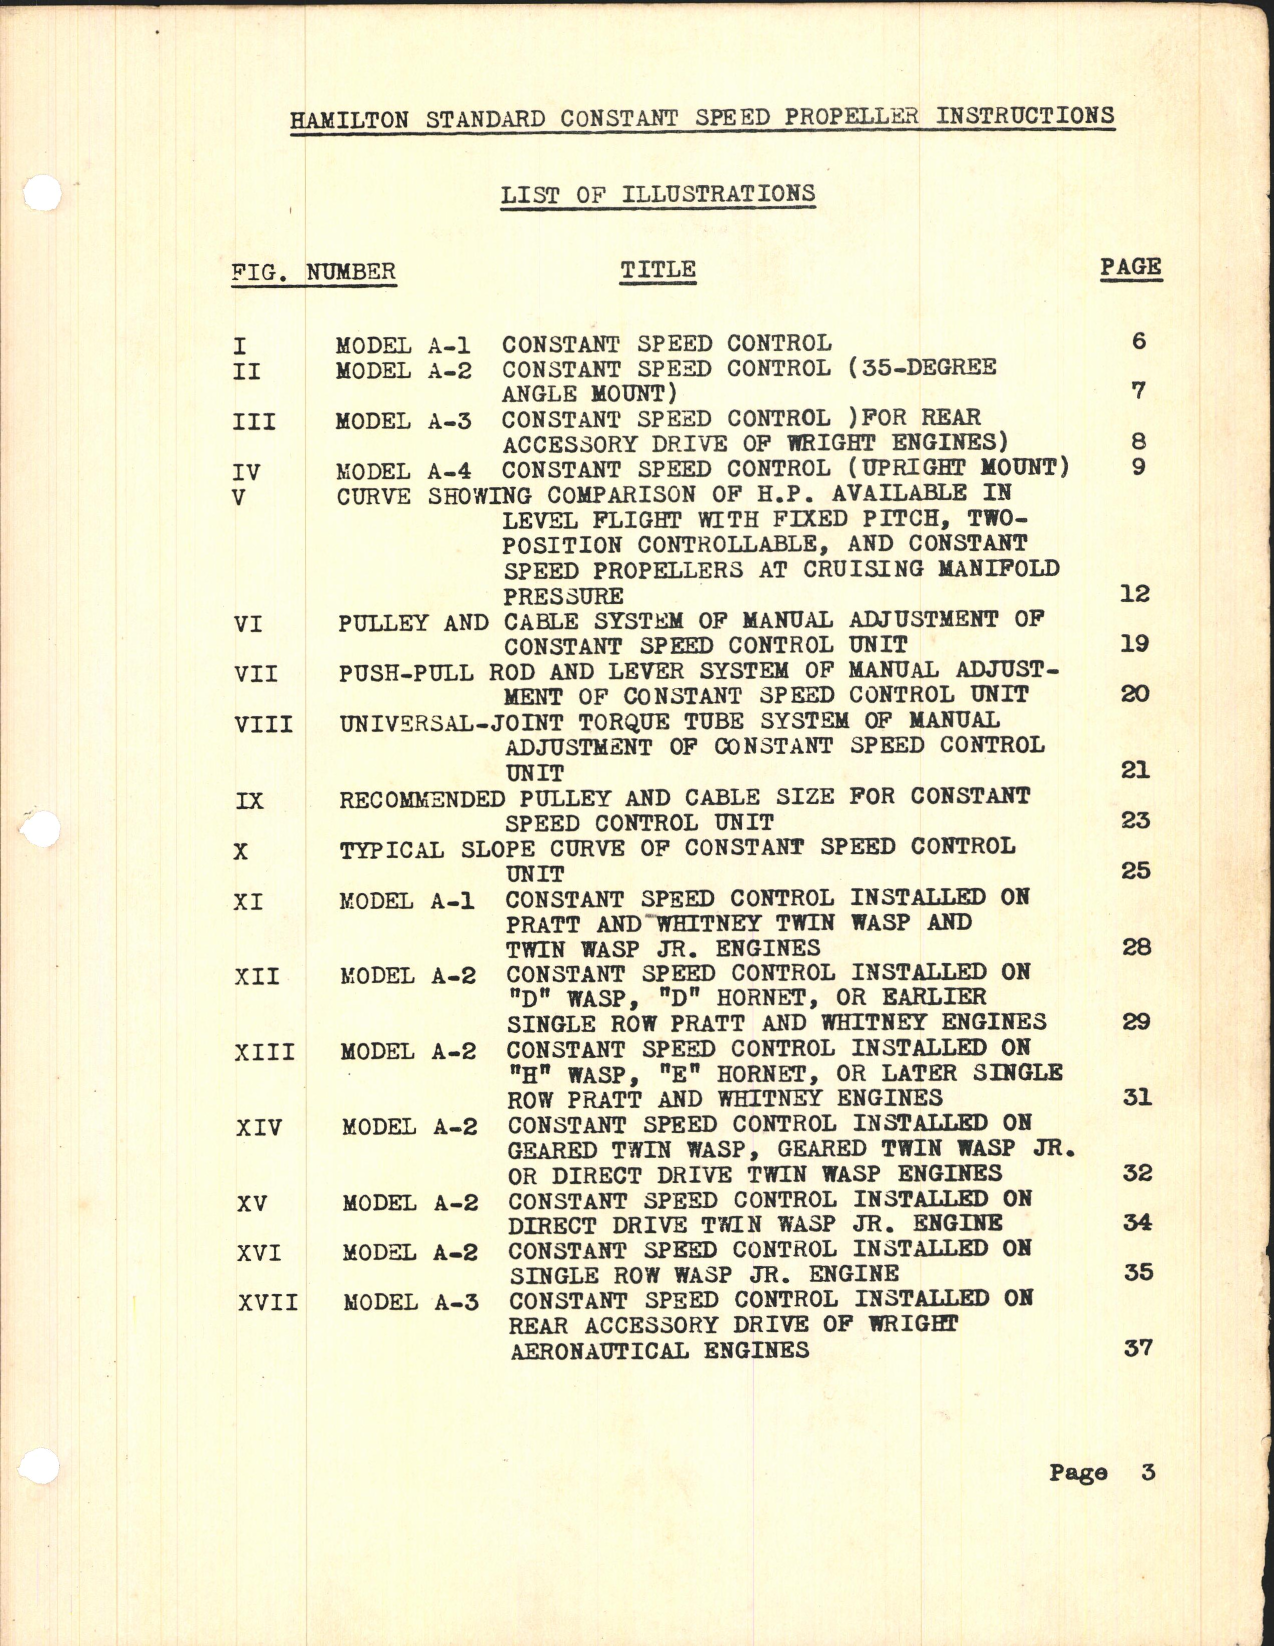 HAMILTON STANDARD CONSTANT SPEED PROPELLER INSTRUCTIONS
LIST OF ILLUSTRATIONS
FIG. NUMBER TITLE PAGE
I MODEL A-1 CONSTANT SPEED CONTROL 6
II MODEL A-2 CONSTANT SPEED CONTROL (35-DEGREE
ANGLE MOUNT) 7
III MODEL A-3 CONSTANT SPEED CONTROL )FOR REAR
ACCESSORY DRIVE OF WRIGHT ENGINES) 8
IV MODEL A-4 CONSTANT SPEED CONTROL (UPRIGHT MOUNT) 9
V CURVE SHOWING COMPARISON OF H.P. AVAILABLE IN
LEVEL FLIGHT WITH FIXED PITCH, TWO-
POSITION CONTROLLABLE, AND CONSTANT
SPEED PROPELLERS AT CRUISING MANIFOLD
PRESSURE 12
VI PULLEY AND CABLE SYSTEM OF MANUAL ADJUSTMENT OF
CONSTANT SPEED CONTROL UNIT 19
VII PUSH-PULL ROD AND LEVER SYSTEM OF MANUAL ADJUST-
MENT OF CONSTANT SPEED CONTROL UNIT 20
VIII UNIVERSAL-JOINT TORQUE TUBE SYSTEM OF MANUAL
ADJUSTMENT OF CONSTANT SPEED CONTROL
UNIT 21
IX RECOMMENDED PULLEY AND CABLE SIZE FOR CONSTANT
SPEED CONTROL UNIT 23
X TYPICAL SLOPE CURVE OF CONSTANT SPEED CONTROL
UNIT 25
XI MODEL A-1 CONSTANT SPEED CONTROL INSTALLED ON
PRATT AND WHITNEY TWIN WASP AND
TWIN WASP JR. ENGINES 28
XII MODEL A-2 CONSTANT SPEED CONTROL INSTALLED ON
"D" WASP, "D" HORNET, OR EARLIER
SINGLE ROW PRATT AND WHITNEY ENGINES 29
XIII MODEL A-2 CONSTANT SPEED CONTROL INSTALLED ON
"H" WASP, "E" HORNET, OR LATER SINGLE
ROW PRATT AND WHITNEY ENGINES 31
XIV MODEL A-2 CONSTANT SPEED CONTROL INSTALLED ON
GEARED TWIN WASP, GEARED TWIN WASP JR.
OR DIRECT DRIVE TWIN WASP ENGINES 32
XV MODEL A-2 CONSTANT SPEED CONTROL INSTALLED ON
DIRECT DRIVE TWIN WASP JR. ENGINE 34
XVI MODEL A-2 CONSTANT SPEED CONTROL INSTALLED ON
SINGLE ROW WASP JR. ENGINE 35
XVII MODEL A-3 CONSTANT SPEED CONTROL INSTALLED ON
REAR ACCESSORY DRIVE OF WRIGHT
AERONAUTICAL ENGINES 37
Page 3